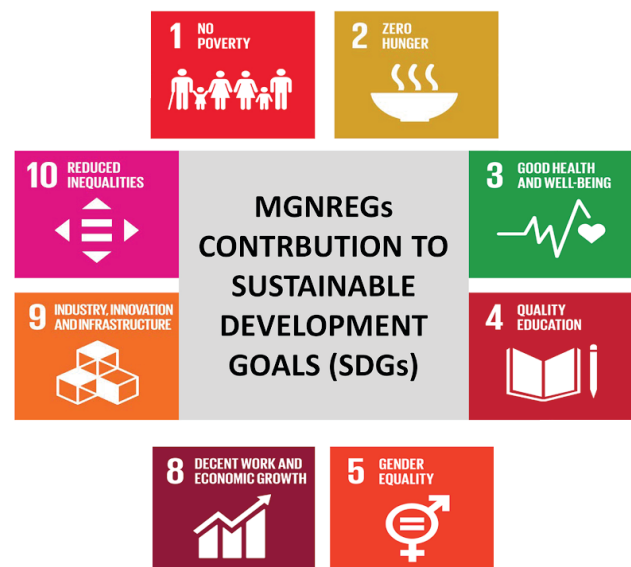 1 NO
POVERTY
2 ZERO
HUNGER
10 REDUCED
INEQUALITIES
3 GOOD HEALTH
AND WELL-BEING
MGNREGs
CONTRBUTION TO
SUSTAINABLE
DEVELOPMENT
GOALS (SDGs)
9 INDUSTRY, INNOVATION
AND INFRASTRUCTURE
4 QUALITY
EDUCATION
8 DECENT WORK AND
ECONOMIC GROWTH
5 GENDER
EQUALITY